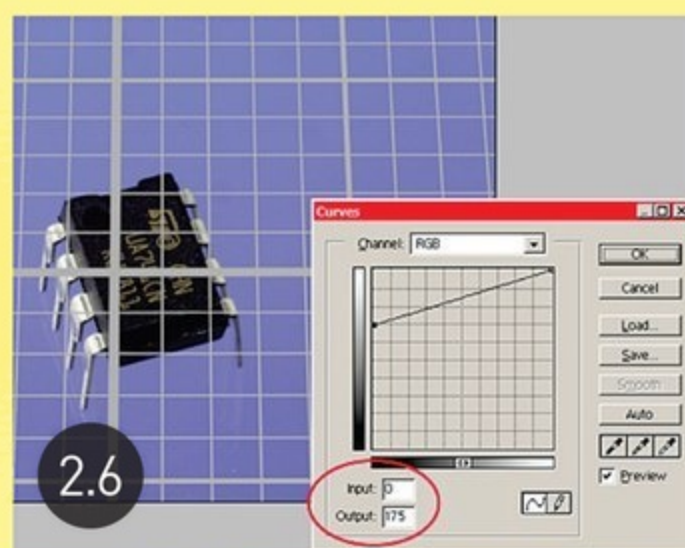 Curves
Channel: RGB
OK
Cancel
Load...
Save...
Smooth
Auto
Preview
Input: 0
Output: 175
2.6